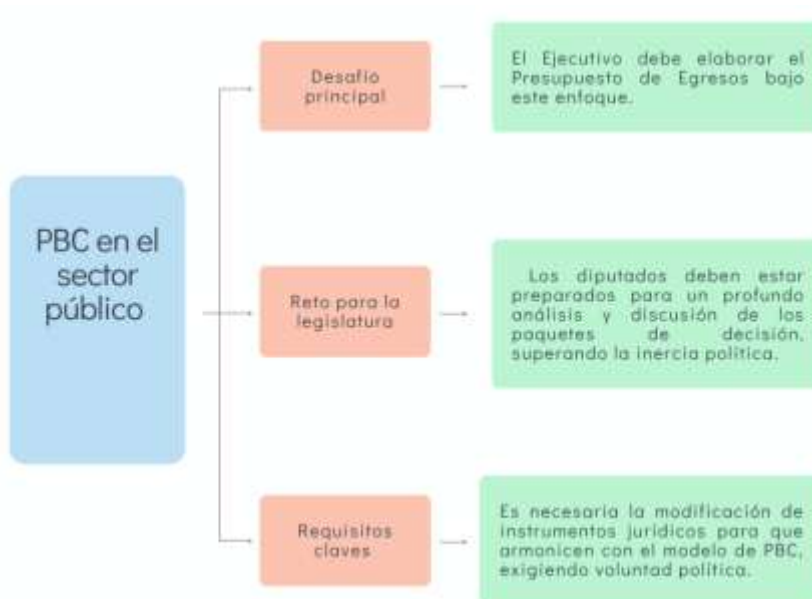 PBC en el
sector
público
Desafío
principal
El Ejecutivo debe elaborar el
Presupuesto de Egresos bajo
este enfoque.
Reto para la
legislatura
Los diputados deben estar
preparados para un profundo
análisis y discusión de los
paquetes de decisión,
superando la inercia política.
Requisitos
claves
Es necesaria la modificación de
instrumentos jurídicos para que
armonicen con el modelo de PBC,
exigiendo voluntad política.